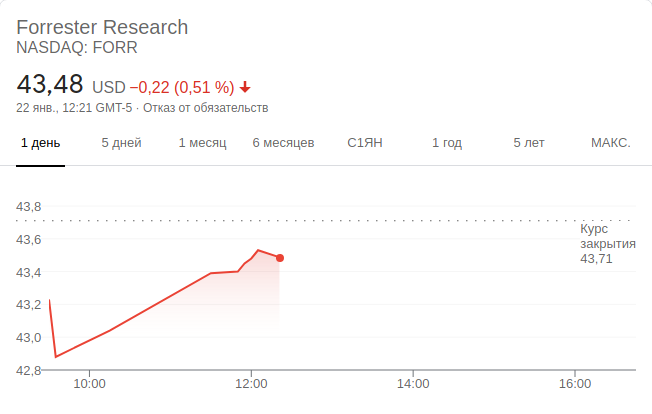 Forrester Research
NASDAQ: FORR
43,48 USD −0,22 (0,51 %)
22 янв., 12:21 GMT-5 · Отказ от обязательств
1 день 5 дней 1 месяц 6 месяцев С1ЯН 1 год 5 лет МАКС.
43,8
Курс
43,6
закрытия
43,71
43,4
43,2
43,0
42,8
10:00 12:00 14:00 16:00